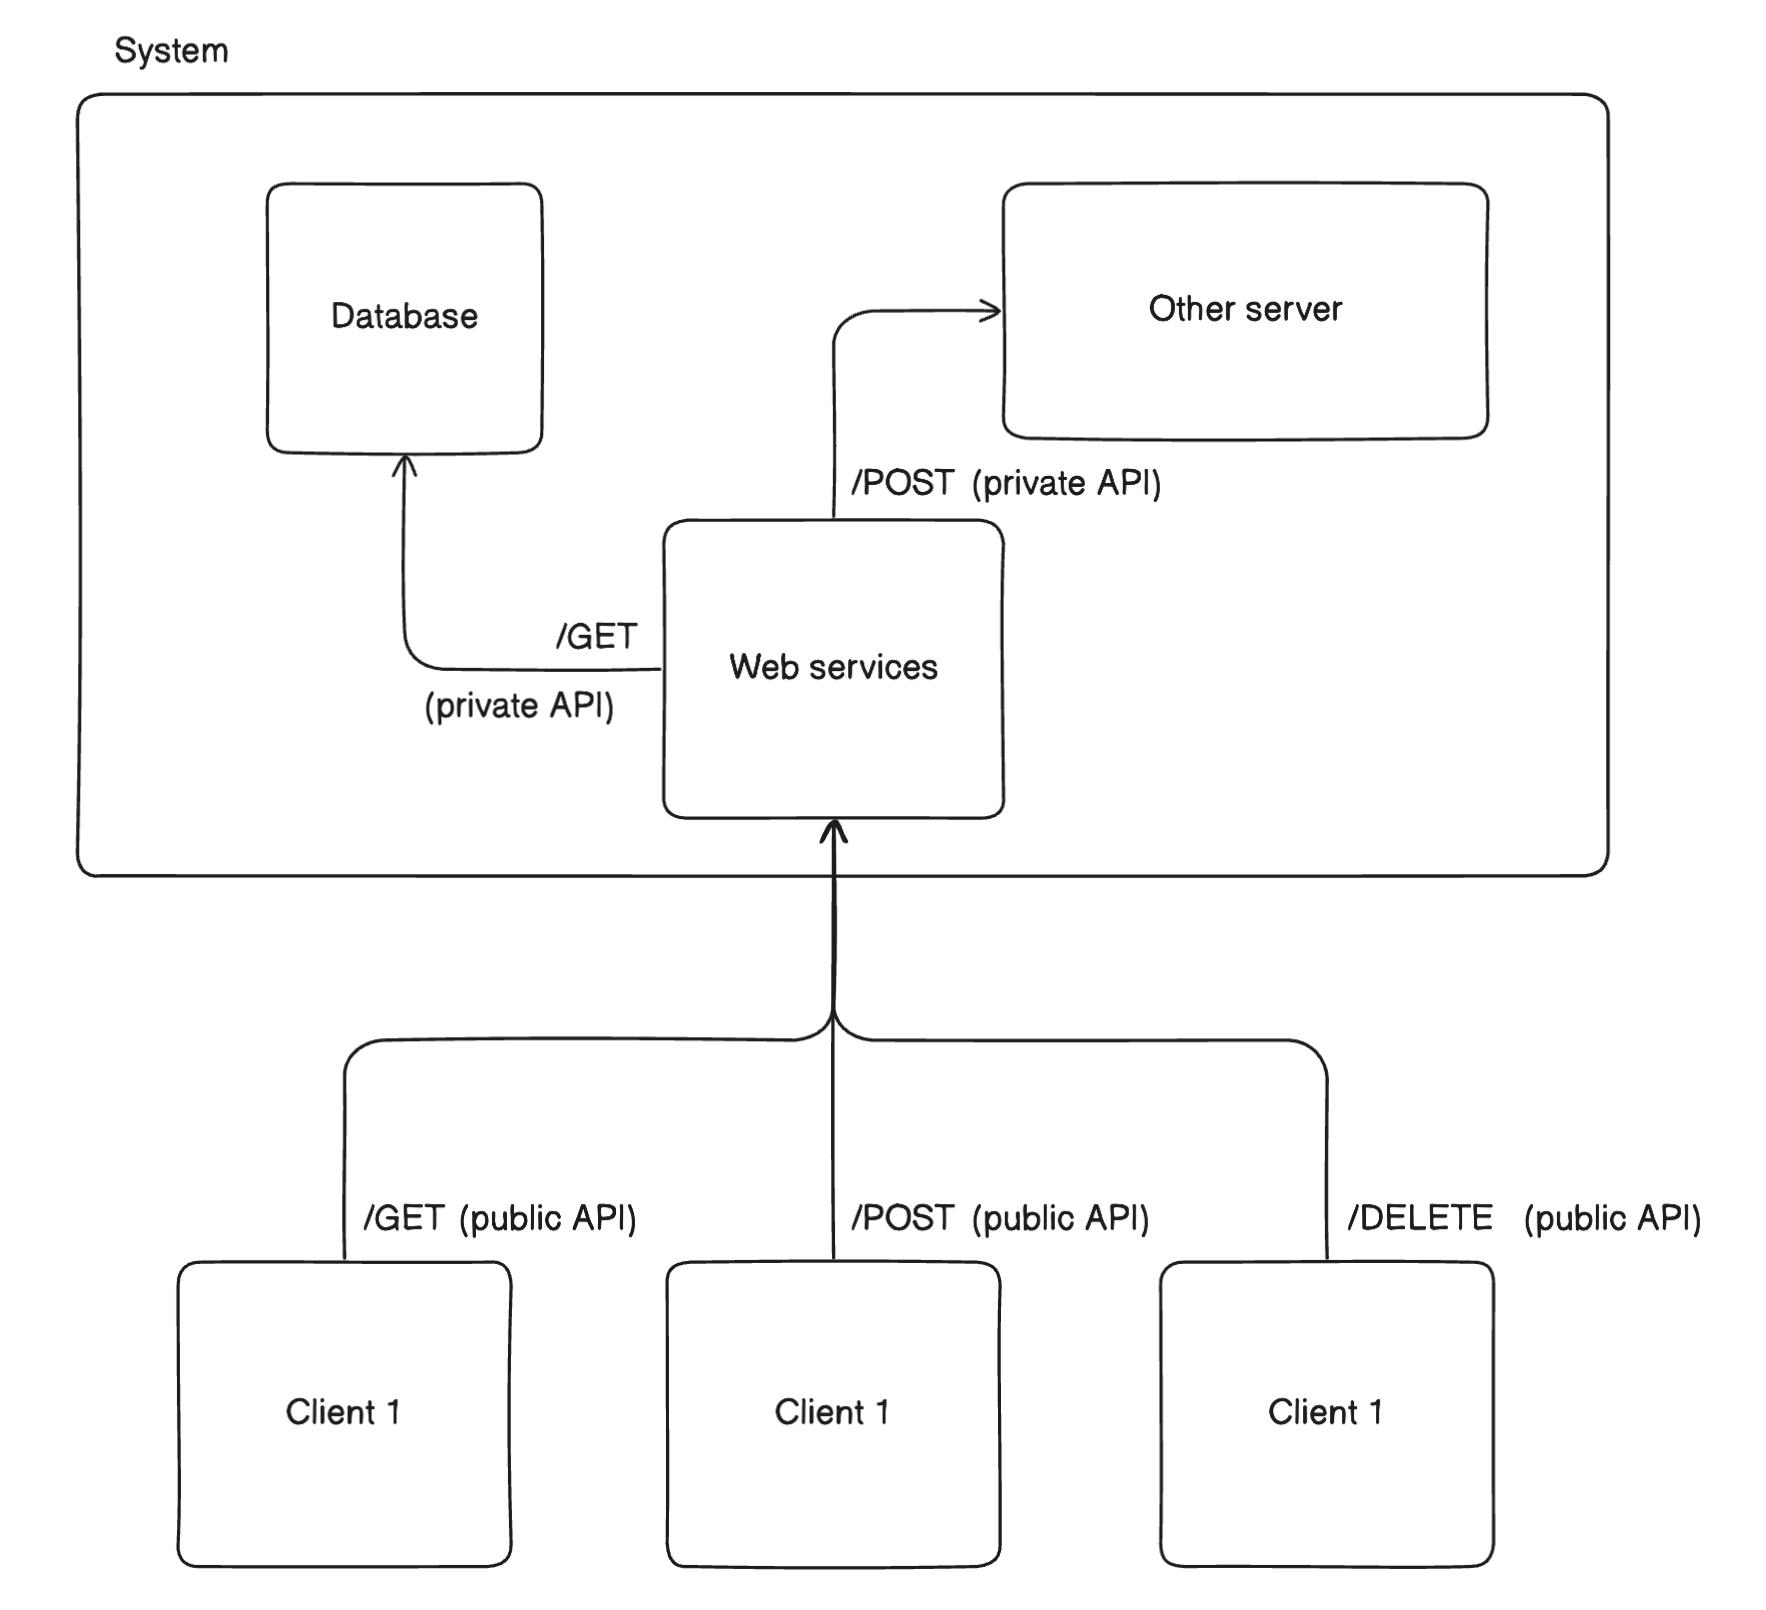 System
Database
Other server
/POST (private API)
/GET
Web services
(private API)
/GET (public API)
/POST (public API)
/DELETE (public API)
Client 1
Client 1
Client 1